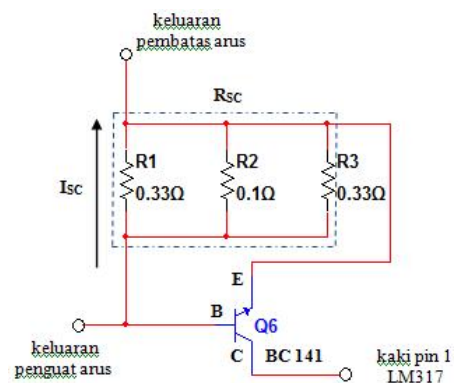 keluaran
pembatas arus
RSC
ISC
R1
0.33Ω
R2
0.1Ω
R3
0.33Ω
E
B
Q6
C
BC 141
keluaran
penguat arus
kaki pin 1
LM317